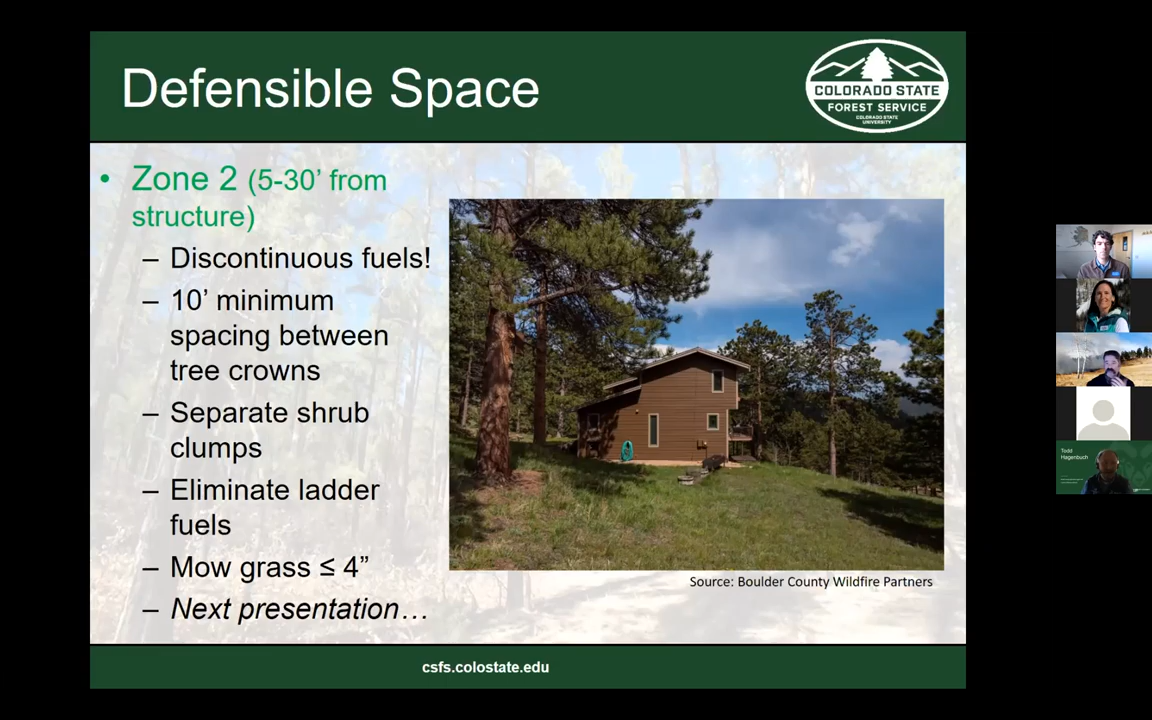 Defensible Space
COLORADO STATE
FOREST SERVICE
COLORADO STATE
UNIVERSITY
• Zone 2 (5-30’ from
structure)
– Discontinuous fuels!
– 10’ minimum
spacing between
tree crowns
– Separate shrub
clumps
– Eliminate ladder
fuels
– Mow grass ≤ 4”
– Next presentation…
Source: Boulder County Wildfire Partners
csfs.colostate.edu
Todd
Hagenbuch